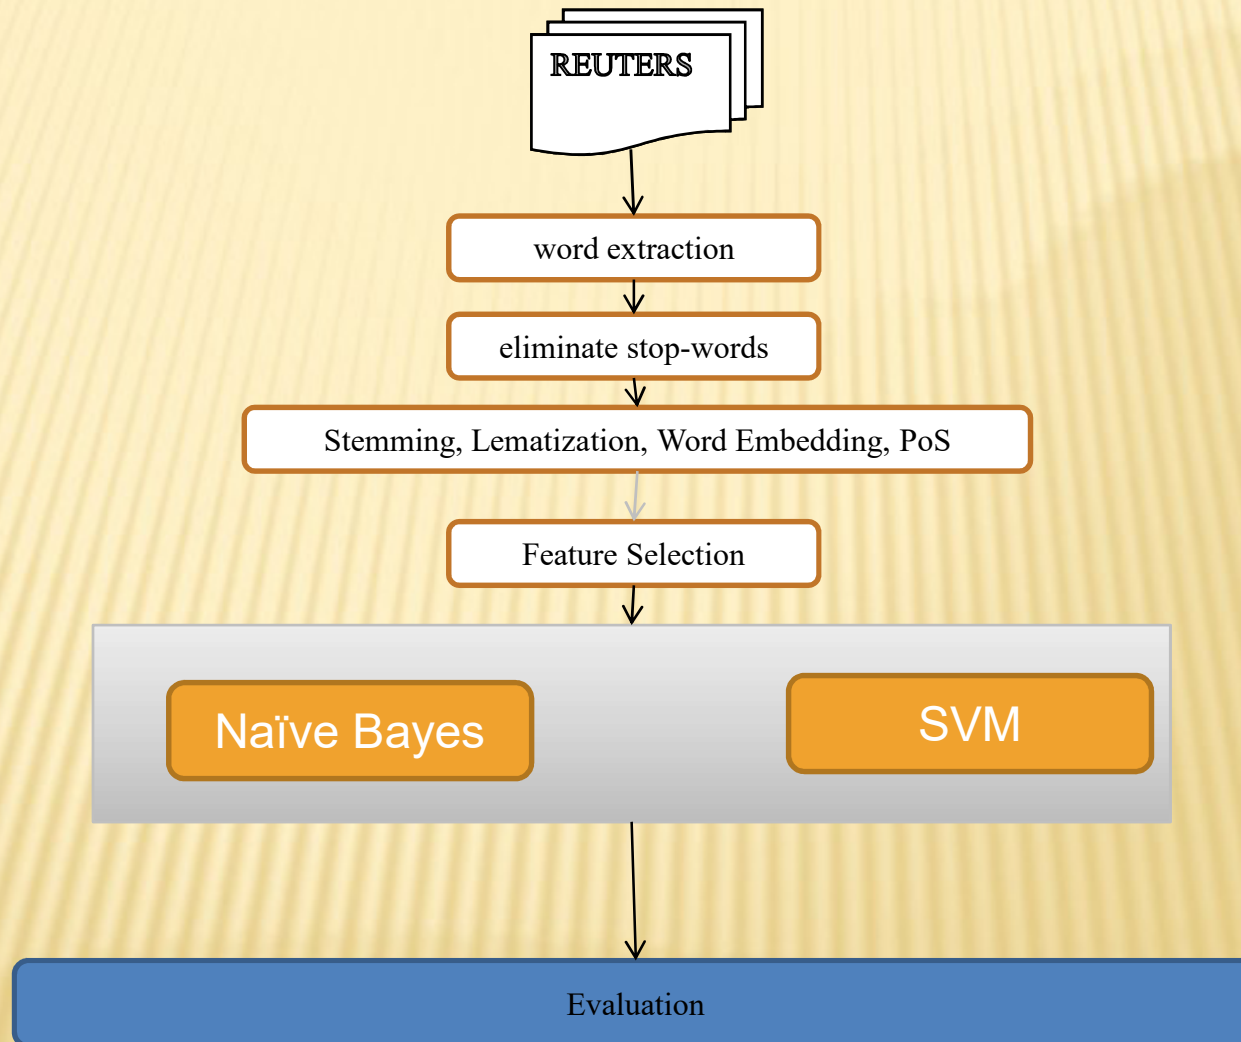 REUTERS
word extraction
eliminate stop-words
Stemming, Lematization, Word Embedding, PoS
Feature Selection
Naïve Bayes
SVM
Evaluation